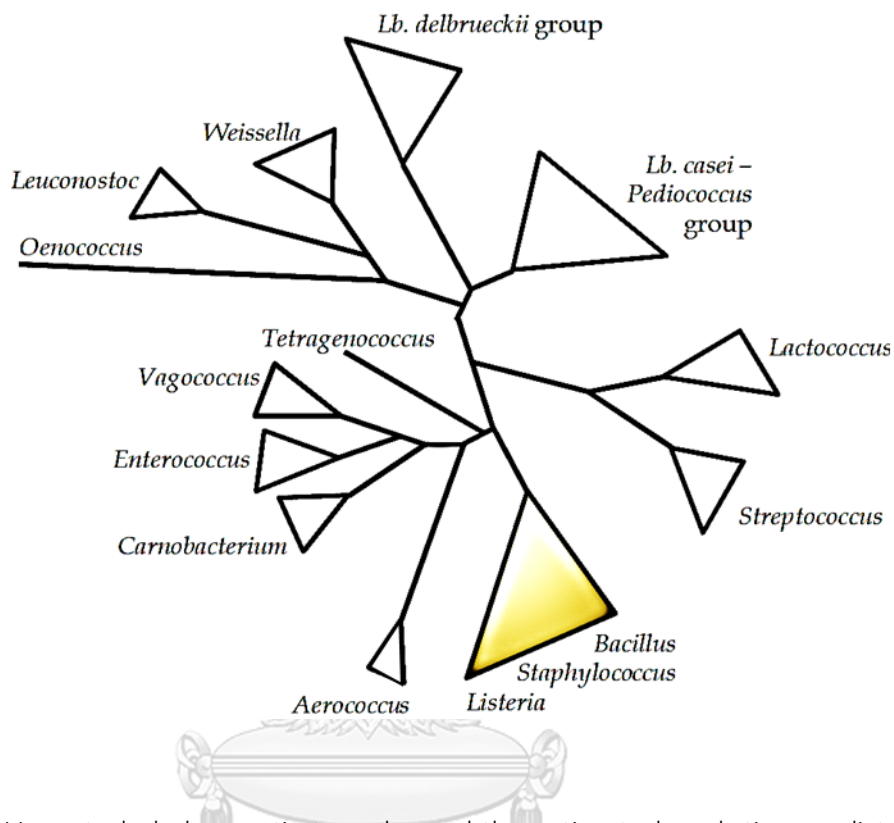 Lb. delbrueckii group
Weissella
Leuconostoc
Oenococcus
Lb. casei –
Pediococcus
group
Tetragenococcus
Vagococcus
Enterococcus
Carnobacterium
Lactococcus
Streptococcus
Aerococcus
Bacillus
Staphylococcus
Listeria